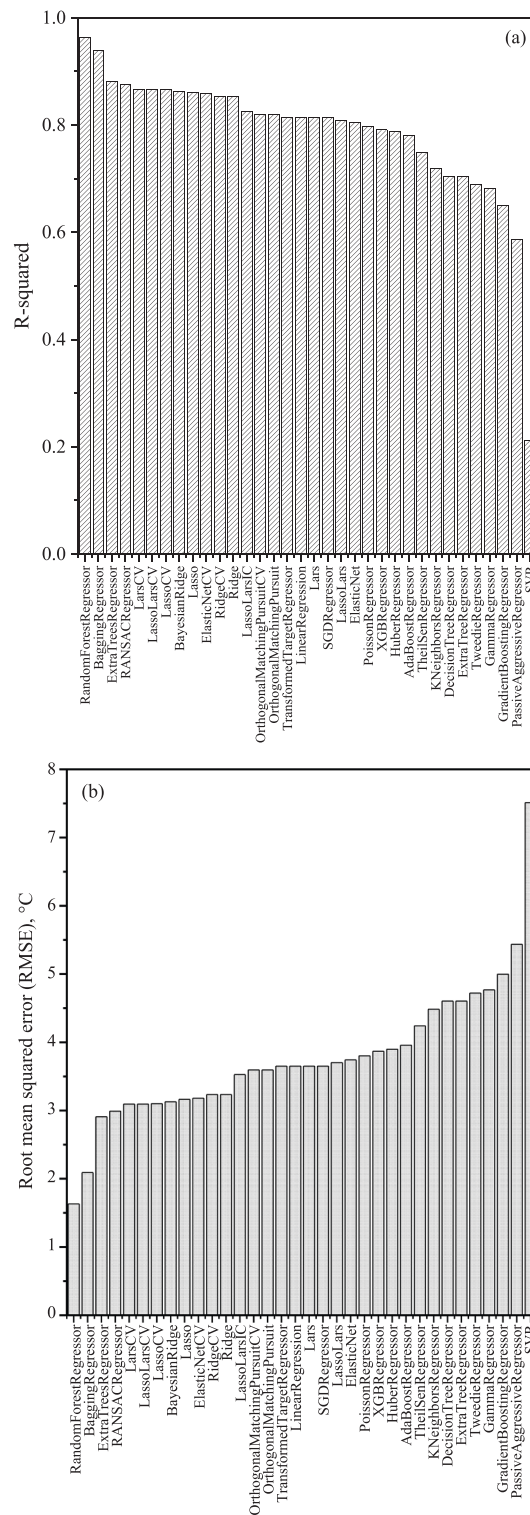 (a)
R-squared
1.0
0.8
0.6
0.4
0.2
0.0
RandomForestRegressor
BaggingRegressor
ExtraTreesRegressor
RANSACRegressor
LarsCV
LassoLarsCV
LassoCV
BayesianRidge
Lasso
ElasticNetCV
RidgeCV
Ridge
LassoLarsIC
OrthogonalMatchingPursuitCV
OrthogonalMatchingPursuit
TransformedTargetRegressor
LinearRegression
Lars
SGDRegressor
LassoLars
ElasticNet
PoissonRegressor
XGBRegressor
HuberRegressor
AdaBoostRegressor
TheilSenRegressor
KNeighborsRegressor
DecisionTreeRegressor
ExtraTreeRegressor
TweedieRegressor
GammaRegressor
GradientBoostingRegressor
PassiveAggressiveRegressor
(b)
Root mean squared error (RMSE), °C
8
7
6
5
4
3
2
1
0
RandomForestRegressor
BaggingRegressor
ExtraTreesRegressor
RANSACRegressor
LarsCV
LassoLarsCV
LassoCV
BayesianRidge
Lasso
ElasticNetCV
RidgeCV
Ridge
LassoLarsIC
OrthogonalMatchingPursuitCV
OrthogonalMatchingPursuit
TransformedTargetRegressor
LinearRegression
Lars
SGDRegressor
LassoLars
ElasticNet
PoissonRegressor
XGBRegressor
HuberRegressor
AdaBoostRegressor
TheilSenRegressor
KNeighborsRegressor
DecisionTreeRegressor
ExtraTreeRegressor
TweedieRegressor
GammaRegressor
GradientBoostingRegressor
PassiveAggressiveRegressor